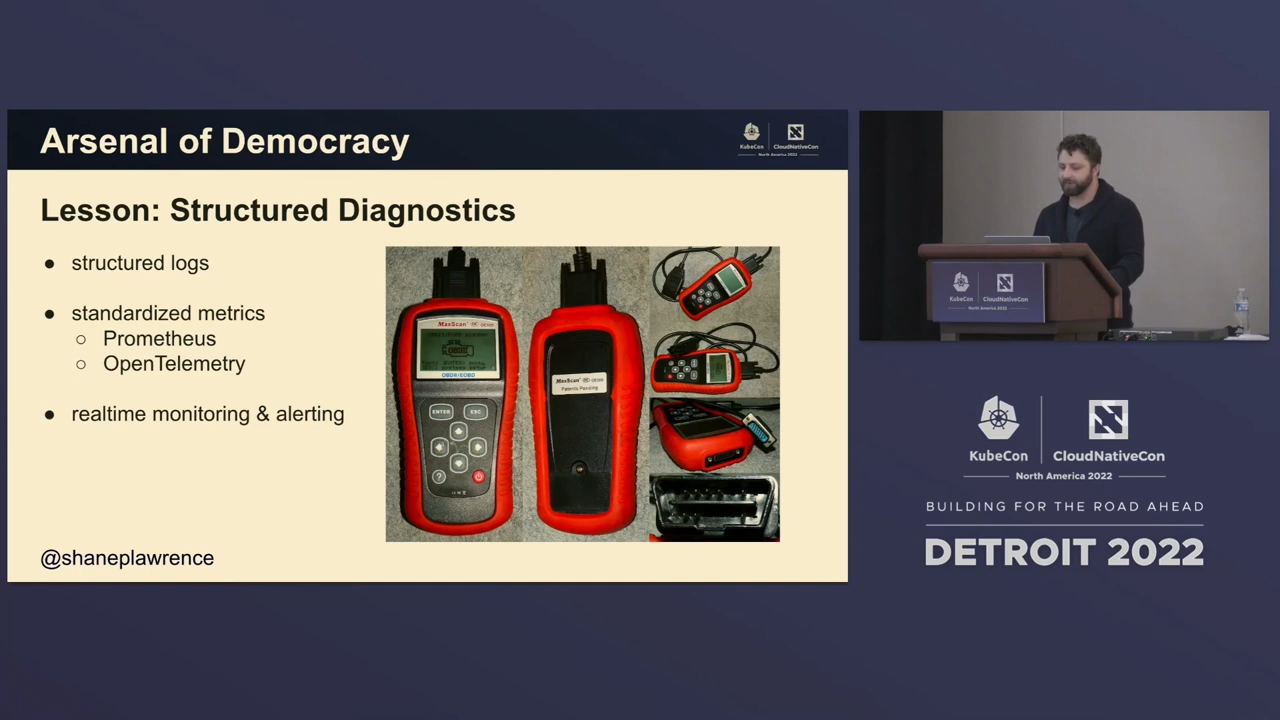 Arsenal of Democracy
KubeCon
CloudNativeCon
North America 2022
Lesson: Structured Diagnostics
● structured logs
● standardized metrics
○ Prometheus
○ OpenTelemetry
● realtime monitoring & alerting
MaxScan
OBDII/EOBD
ENTER
ESC
?
MaxScan
Patents Pending
@shaneplawrence
KubeCon
CloudNativeCon
North America 2022
KubeCon
CloudNativeCon
North America 2022
BUILDING FOR THE ROAD AHEAD
DETROIT 2022